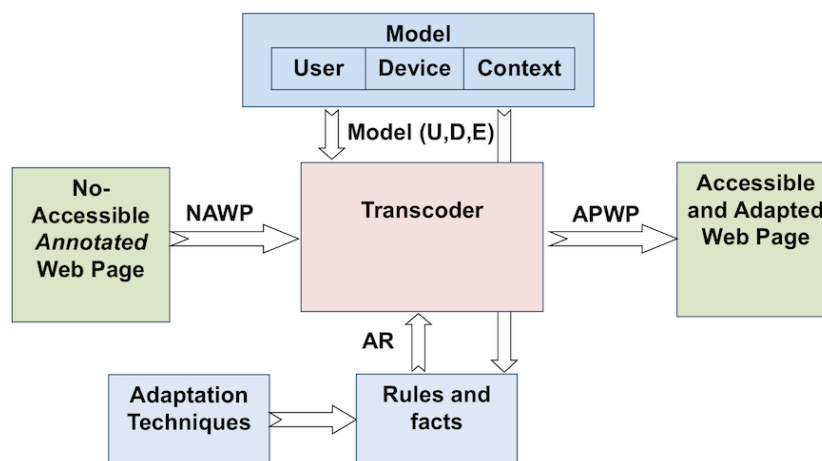 Model
User Device Context
Model (U,D,E)
No-
Accessible
Annotated
Web Page
NAWP
Transcoder
APWP
Accessible
and Adapted
Web Page
AR
Adaptation
Techniques
Rules and
facts